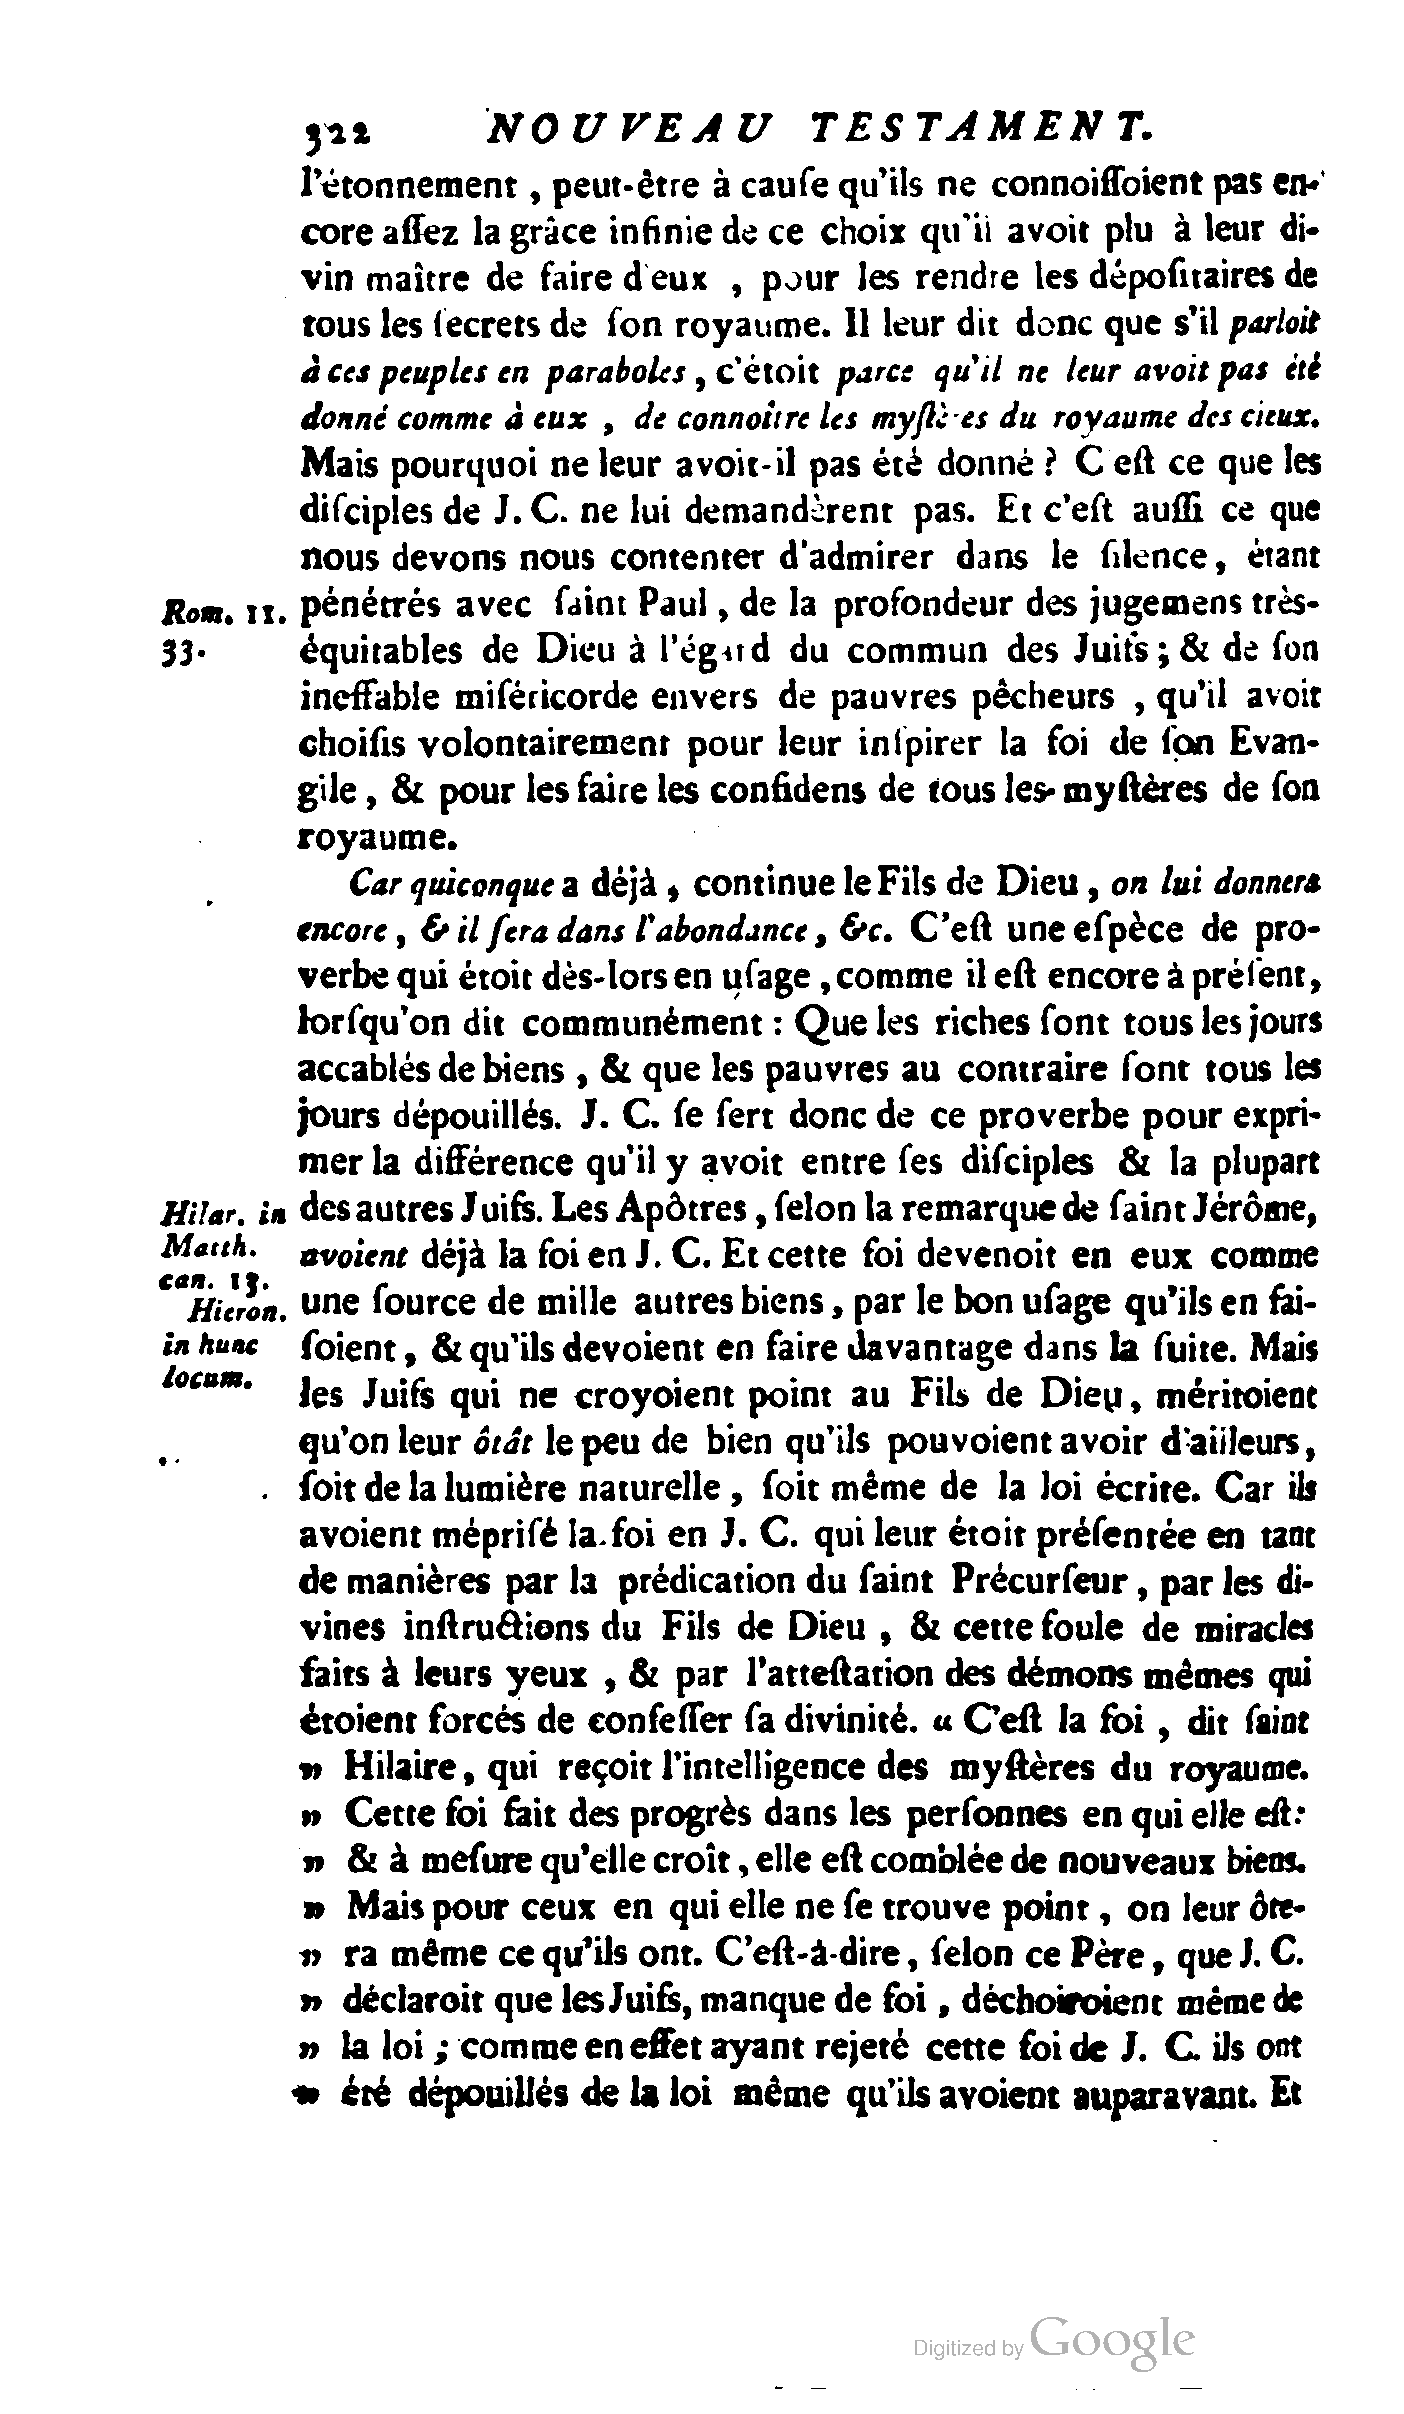 322 NOUVEAU TESTAMENT.
l'étonnement , peut-être à cauſe qu'ils ne connoiſſoient pas en-
core aſſez la grâce infinie de ce choix qu'il avoit plu à leur di-
vin maître de faire d'eux , pour les rendre les dépoſitaires de
tous les ſecrets de ſon royaume. Il leur dit donc que s'il parloit
à ces peuples en paraboles , c'étoit parce qu'il ne leur avoit pas été
donné comme à eux , de connoître les myſtères du royaume des cieux.
Mais pourquoi ne leur avoit-il pas été donné ? C'eſt ce que les
diſciples de J. C. ne lui demandèrent pas. Et c'eſt auſſi ce que
nous devons nous contenter d'admirer dans le ſilence, étant
Rom. 11. pénétrés avec ſaint Paul , de la profondeur des jugemens très-
33. équitables de Dieu à l'égard du commun des Juifs ; & de ſon
ineffable miſéricorde envers de pauvres pêcheurs , qu'il avoit
choiſis volontairement pour leur inſpirer la foi de ſon Evan-
gile , & pour les faire les confidens de tous les myſtères de ſon
royaume.
Car quiconque a déjà , continue le Fils de Dieu , on lui donnera
encore , & il ſera dans l'abondance , &c. C'eſt une eſpèce de pro-
verbe qui étoit dès-lors en uſage , comme il eſt encore à préſent,
lorſqu'on dit communément : Que les riches ſont tous les jours
accablés de biens , & que les pauvres au contraire ſont tous les
jours dépouillés. J. C. ſe ſert donc de ce proverbe pour expri-
mer la différence qu'il y avoit entre ſes diſciples & la plupart
Hilar. in des autres Juifs. Les Apôtres , ſelon la remarque de ſaint Jérôme,
Matth. avoient déjà la foi en J. C. Et cette foi devenoit en eux comme
can. 13.
Hieron. une ſource de mille autres biens , par le bon uſage qu'ils en fai-
in hunc ſoient , & qu'ils devoient en faire davantage dans la ſuite. Mais
locum. les Juifs qui ne croyoient point au Fils de Dieu, méritoient
qu'on leur ôtât le peu de bien qu'ils pouvoient avoir d'ailleurs,
ſoit de la lumière naturelle , ſoit même de la loi écrite. Car ils
avoient mépriſé la foi en J. C. qui leur étoit préſentée en tant
de manières par la prédication du ſaint Précurſeur , par les di-
vines inſtructions du Fils de Dieu , & cette foule de miracles
faits à leurs yeux , & par l'atteſtation des démons mêmes qui
étoient forcés de confeſſer ſa divinité. « C'eſt la foi , dit ſaint
» Hilaire, qui reçoit l'intelligence des myſtères du royaume.
» Cette foi fait des progrès dans les perſonnes en qui elle eſt:
» & à meſure qu'elle croît , elle eſt comblée de nouveaux biens.
» Mais pour ceux en qui elle ne ſe trouve point , on leur ôte-
» ra même ce qu'ils ont. C'eſt-à-dire, ſelon ce Père, que J. C.
» déclaroit que les Juifs, manque de foi , déchoiroient même de
» la loi ; comme en effet ayant rejeté cette foi de J. C. ils ont
» été dépouillés de la loi même qu'ils avoient auparavant. Et
Digitized by Google